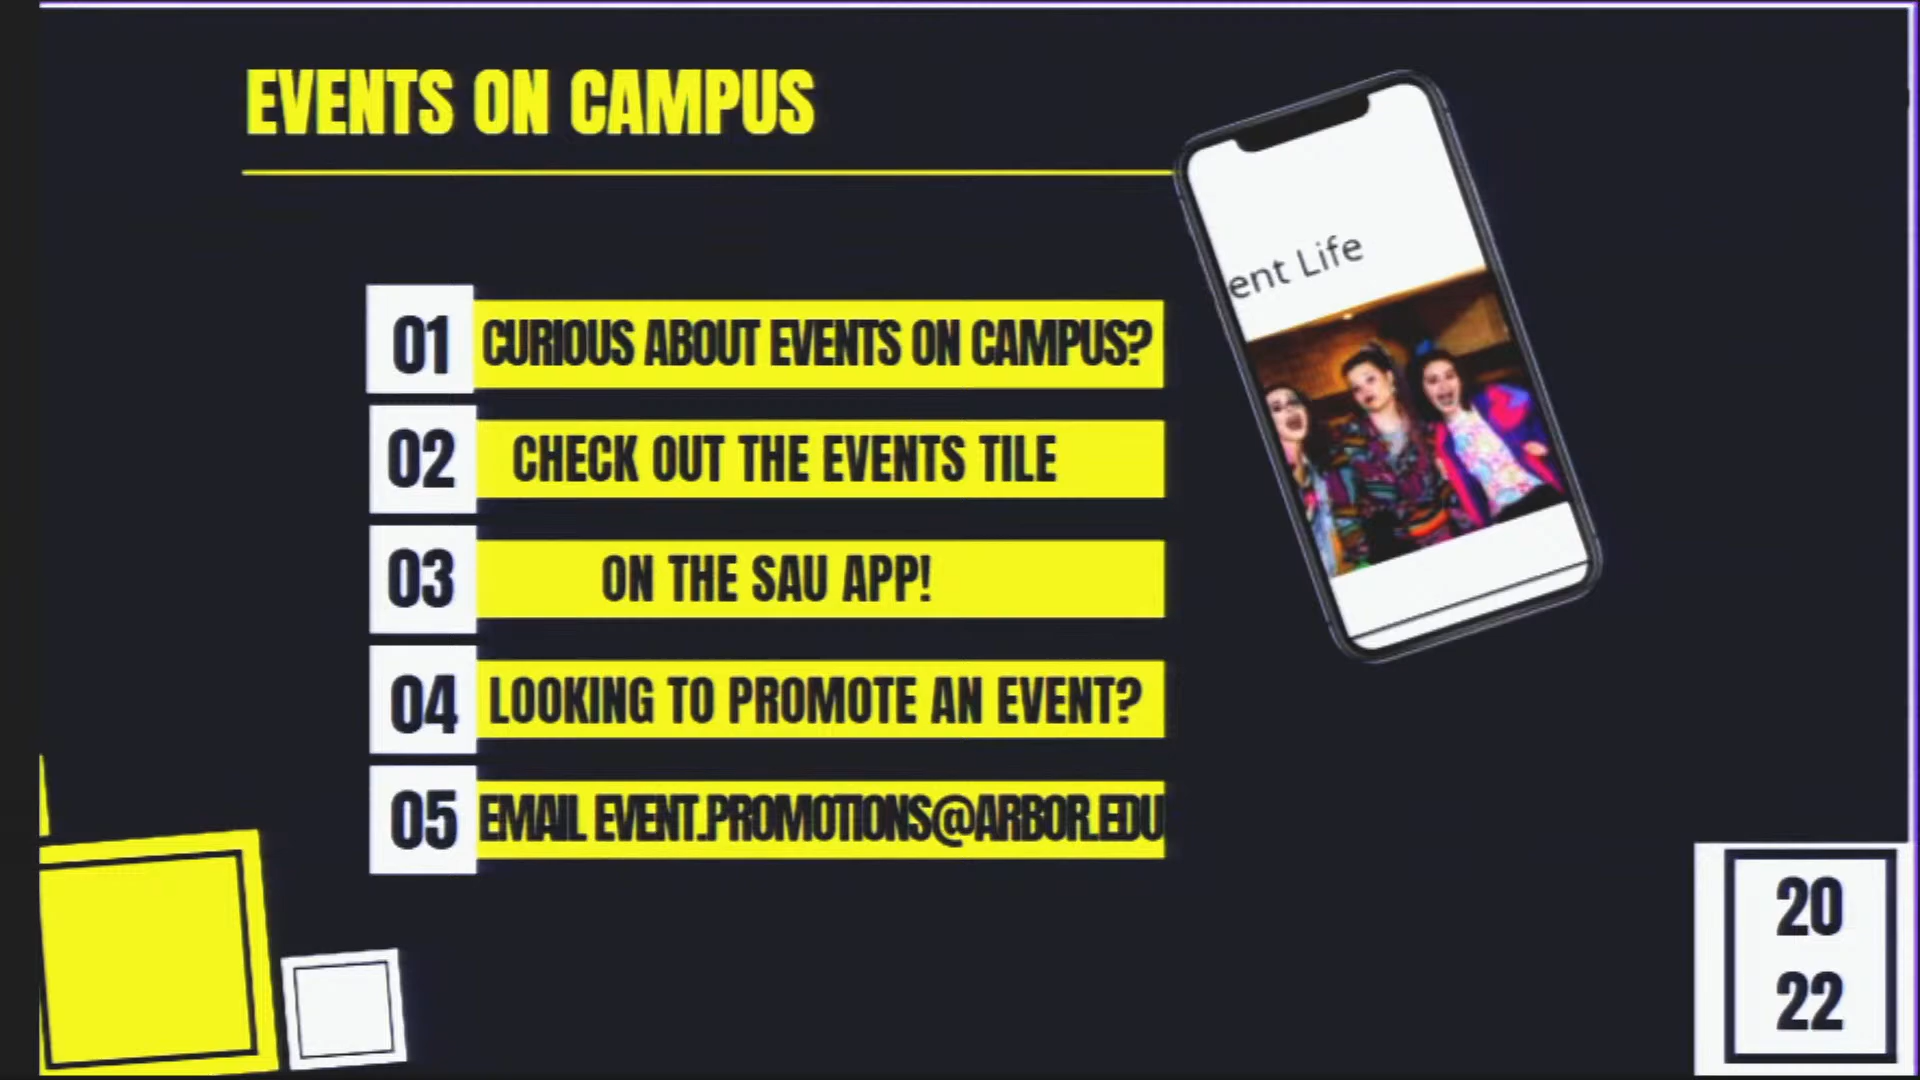 EVENTS ON CAMPUS
ent Life
01 CURIOUS ABOUT EVENTS ON CAMPUS?
02 CHECK OUT THE EVENTS TILE
03 ON THE SAU APP!
04 LOOKING TO PROMOTE AN EVENT?
05 EMAIL EVENT.PROMOTIONS@ARBOR.EDU
20
22